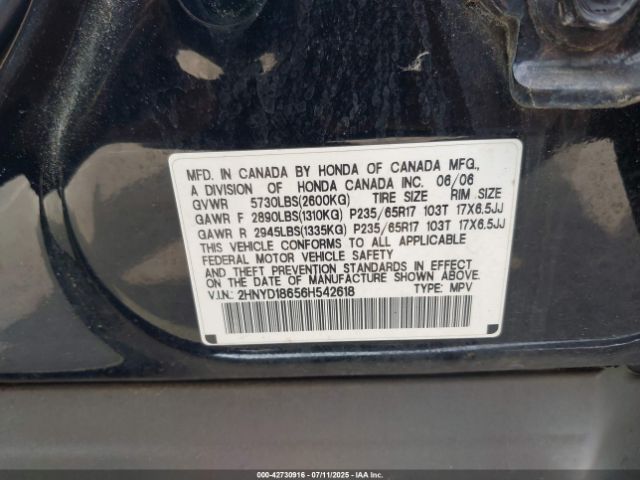 MFD. IN CANADA BY HONDA OF CANADA MFG.,
A DIVISION OF HONDA CANADA INC. 06/06
GVWR 5730LBS(2600KG) TIRE SIZE RIM SIZE
GAWR F 2890LBS(1310KG) P235/65R17 103T 17X6.5JJ
GAWR R 2945LBS(1335KG) P235/65R17 103T 17X6.5JJ
THIS VEHICLE CONFORMS TO ALL APPLICABLE
FEDERAL MOTOR VEHICLE SAFETY
AND THEFT PREVENTION STANDARDS IN EFFECT
ON THE DATE OF MANUFACTURE SHOWN ABOVE.
V.I.N.: 2HNYD18656H542618 TYPE: MPV
000-42730916 - 07/11/2025 - IAAI.COM